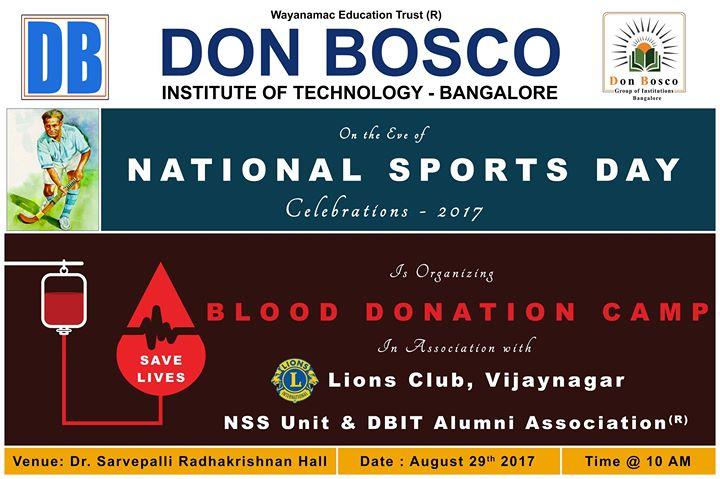 Wayanamac Education Trust (R)
DB
DON BOSCO
INSTITUTE OF TECHNOLOGY - BANGALORE
Don Bosco
Group of Institutions
Bangalore
On the Eve of
NATIONAL SPORTS DAY
Celebrations - 2017
Is Organizing
BLOOD DONATION CAMP
In Association with
SAVE
LIVES
LIONS
L
INTERNATIONAL
Lions Club, Vijaynagar
NSS Unit & DBIT Alumni Association(R)
Venue: Dr. Sarvepalli Radhakrishnan Hall
Date : August 29th 2017
Time @ 10 AM